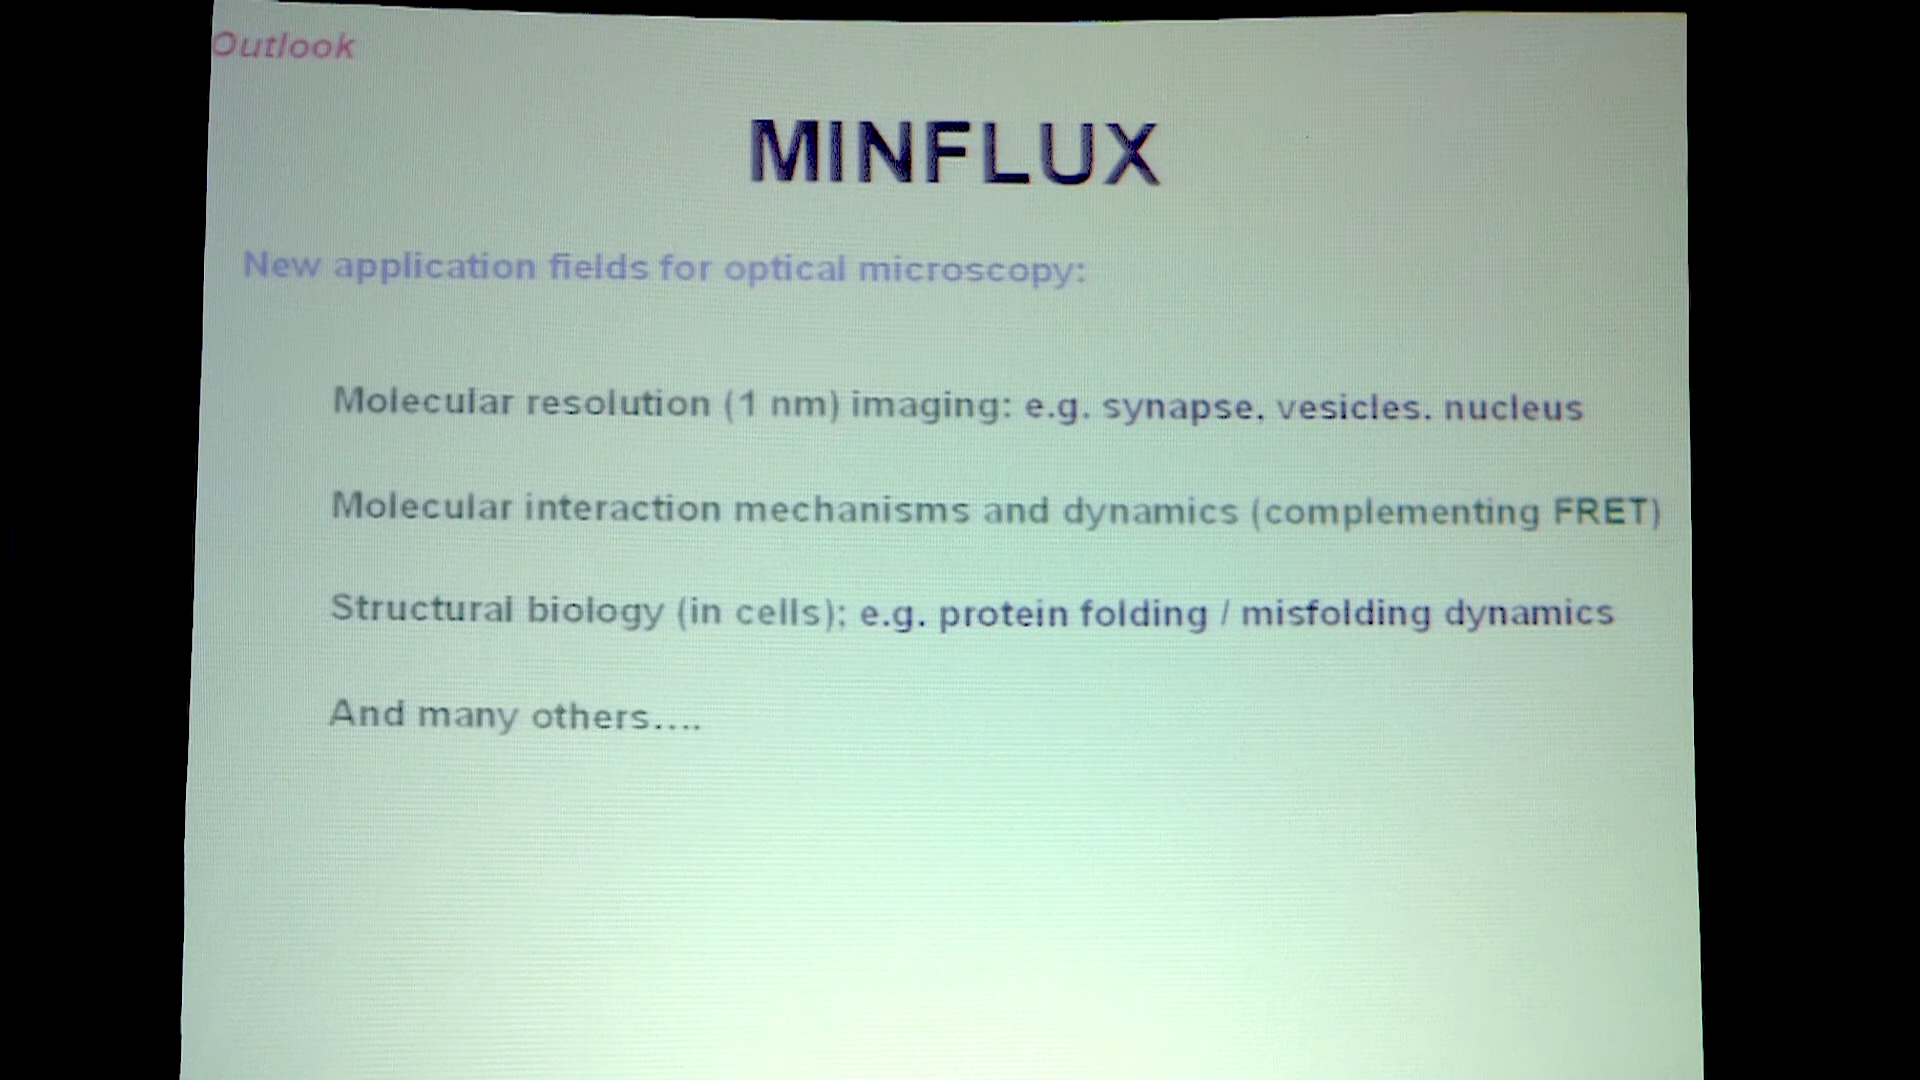 Outlook
MINFLUX
New application fields for optical microscopy:
Molecular resolution (1 nm) imaging: e.g. synapse, vesicles. nucleus
Molecular interaction mechanisms and dynamics (complementing FRET)
Structural biology (in cells); e.g. protein folding / misfolding dynamics
And many others....